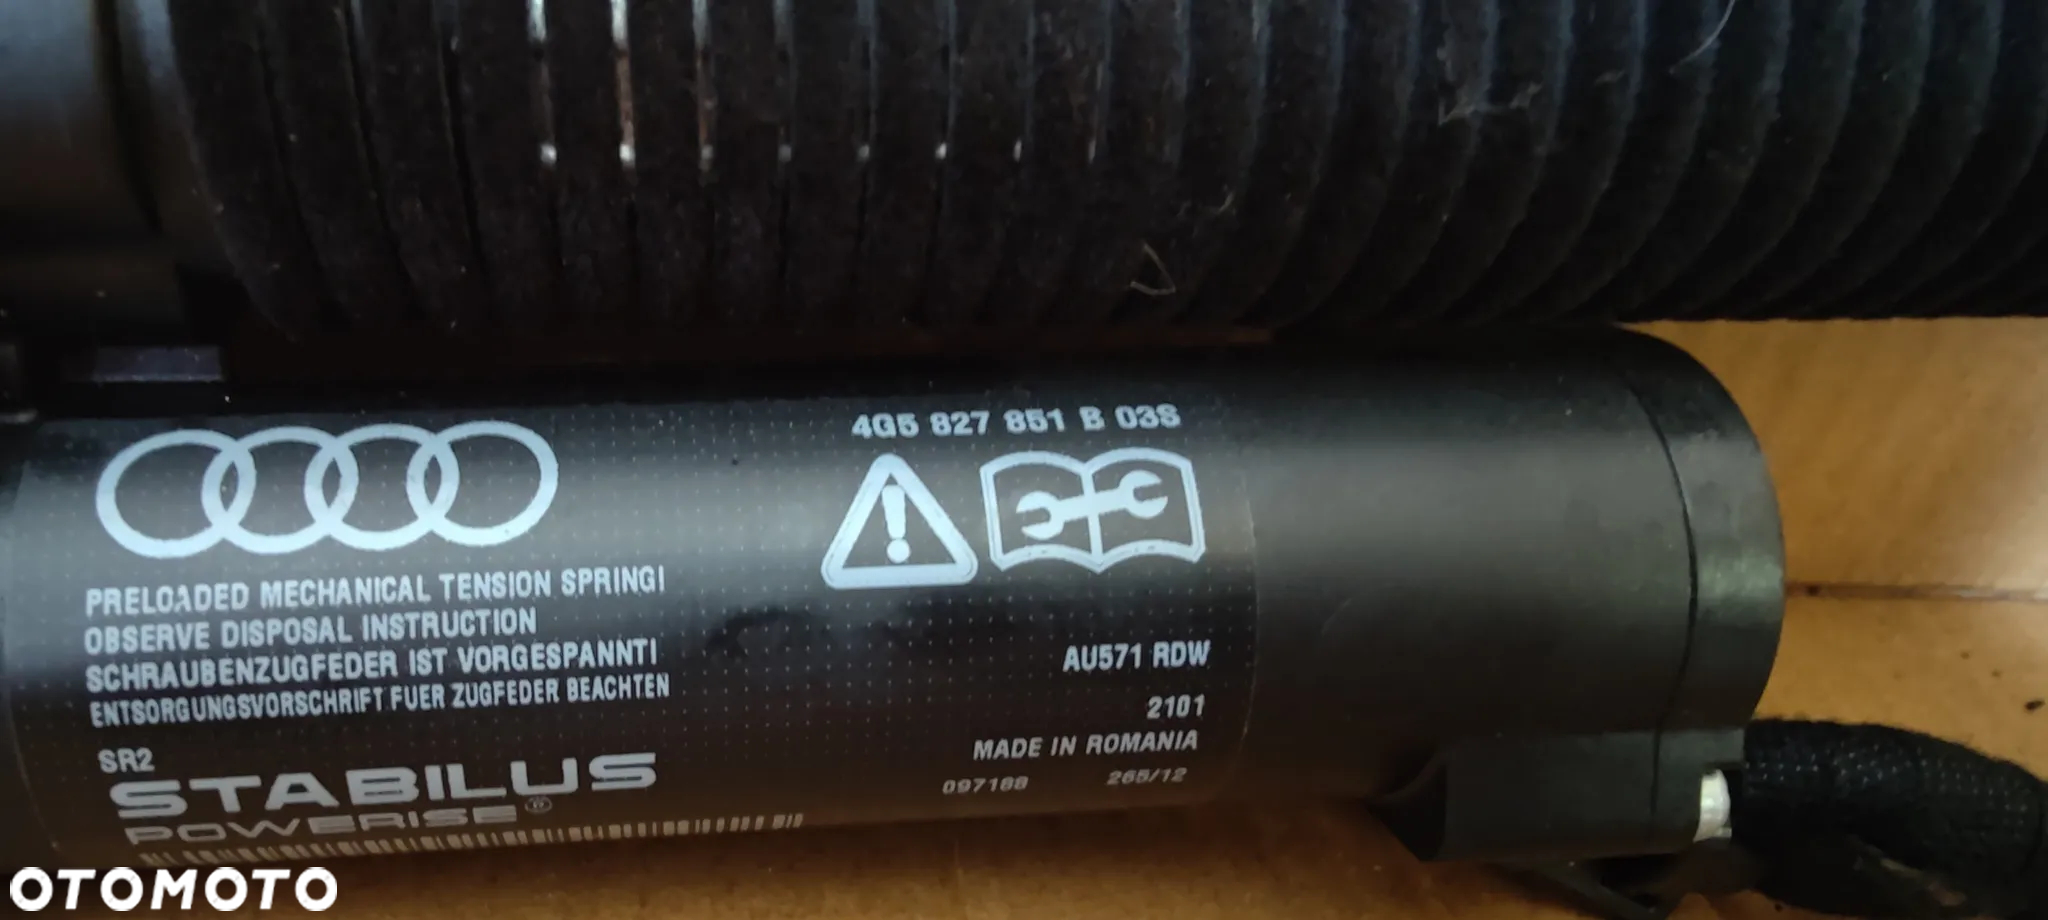 4G5 827 851 B 03S
PRELOADED MECHANICAL TENSION SPRING!
OBSERVE DISPOSAL INSTRUCTION
SCHRAUBENZUGFEDER IST VORGESPANNT!
ENTSORGUNGSVORSCHRIFT FUER ZUGFEDER BEACHTEN
AU571 RDW
2101
MADE IN ROMANIA
097188 265/12
SR2
STABILUS
POWERISE®
OTOMOTO